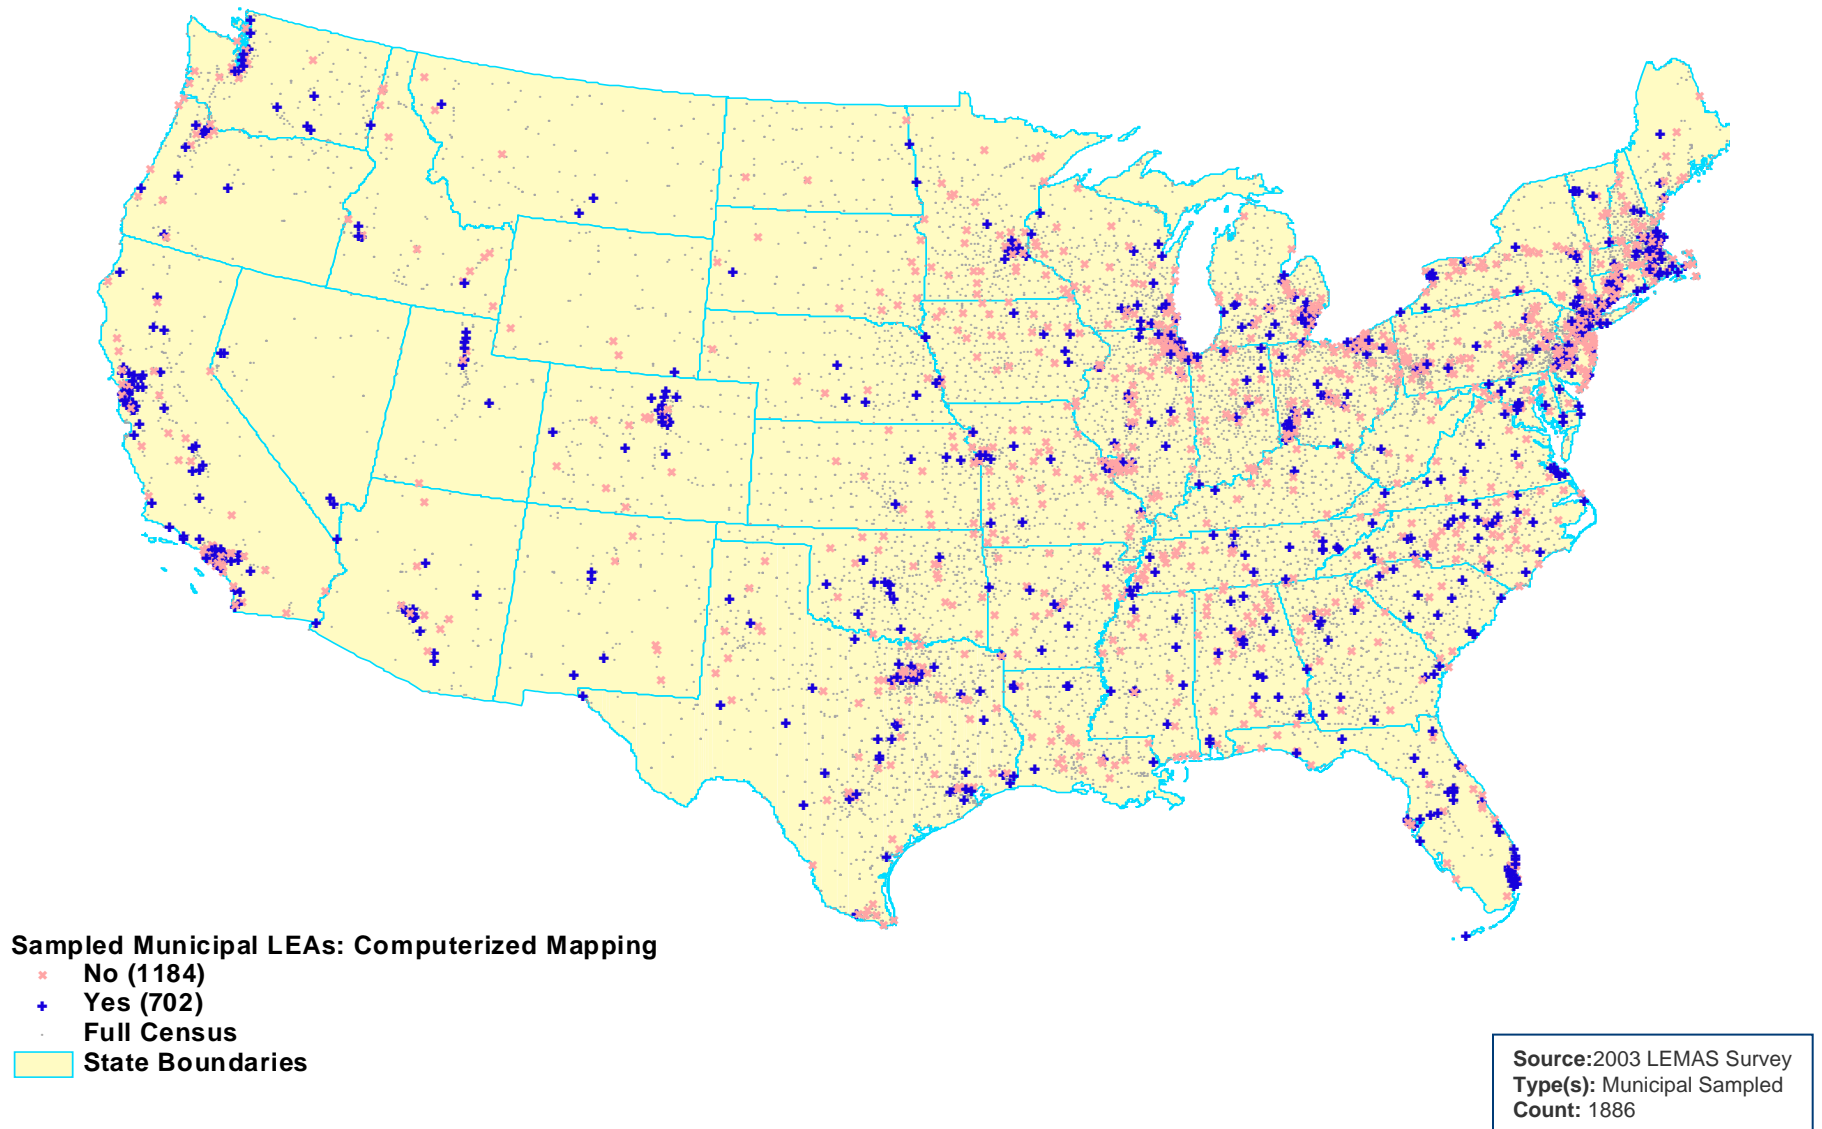 Sampled Municipal LEAs: Computerized Mapping
No (1184)
Yes (702)
Full Census
State Boundaries
Source:2003 LEMAS Survey
Type(s): Municipal Sampled
Count: 1886